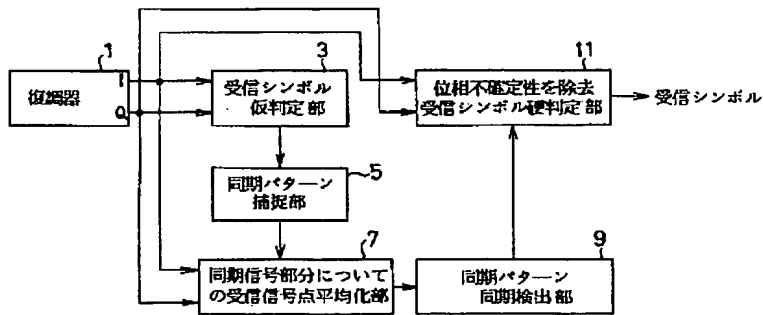 1
復調器
I
Q
3
受信シンボル
仮判定部
5
同期パターン
捕捉部
7
同期信号部分について
の受信信号点平均化部
9
同期パターン
同期検出部
11
位相不確定性を除去
受信シンボル硬判定部
受信シンボル